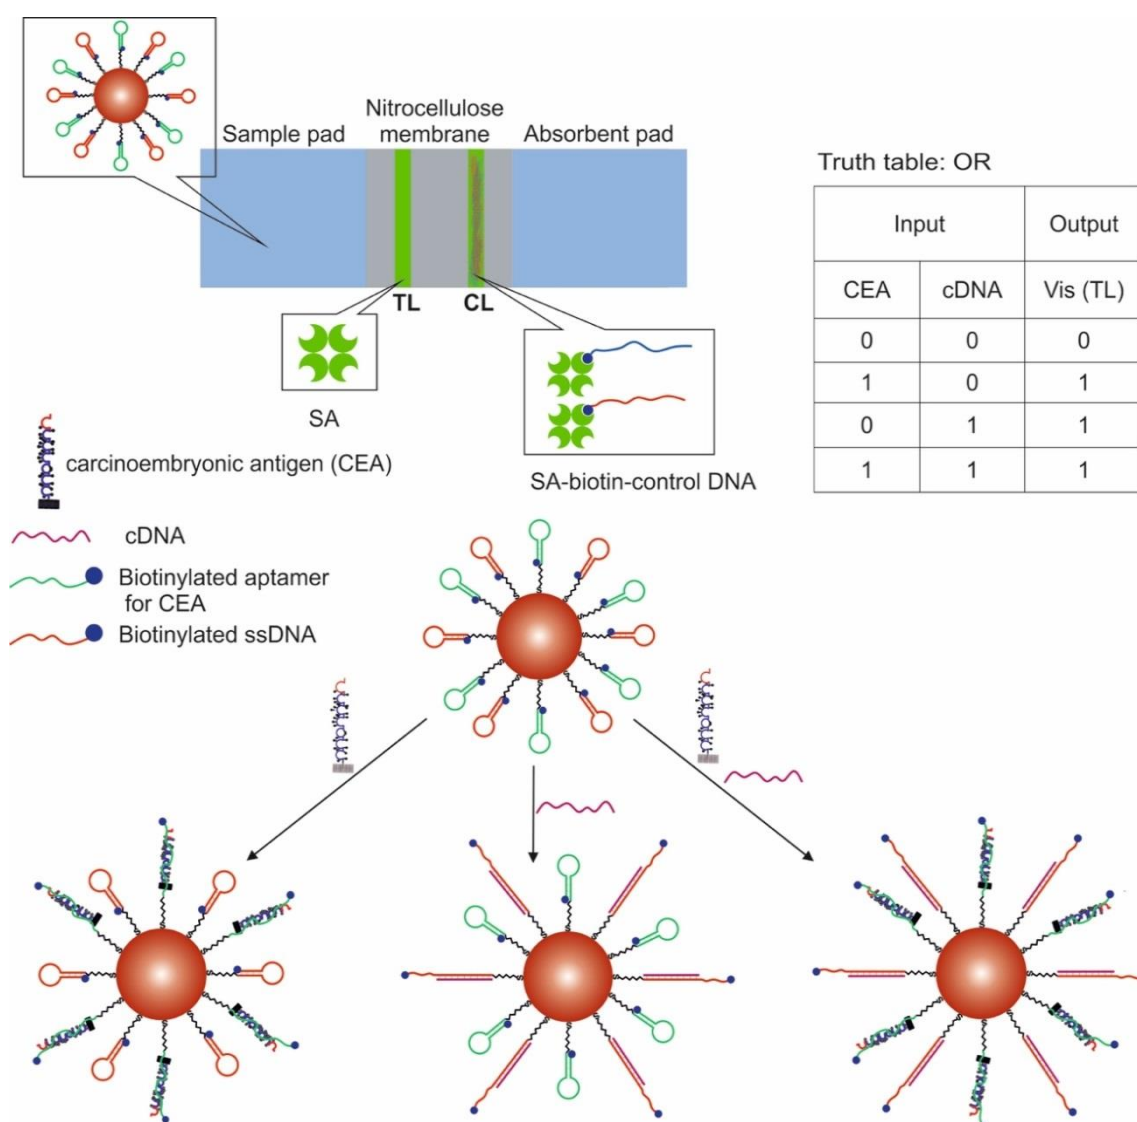 Sample pad
Nitrocellulose
membrane
Absorbent pad
TL
CL
SA
SA-biotin-control DNA
Truth table: OR
Input Output
CEA cDNA Vis (TL)
0 0 0
1 0 1
0 1 1
1 1 1
carcinoembryonic antigen (CEA)
cDNA
Biotinylated aptamer
for CEA
Biotinylated ssDNA